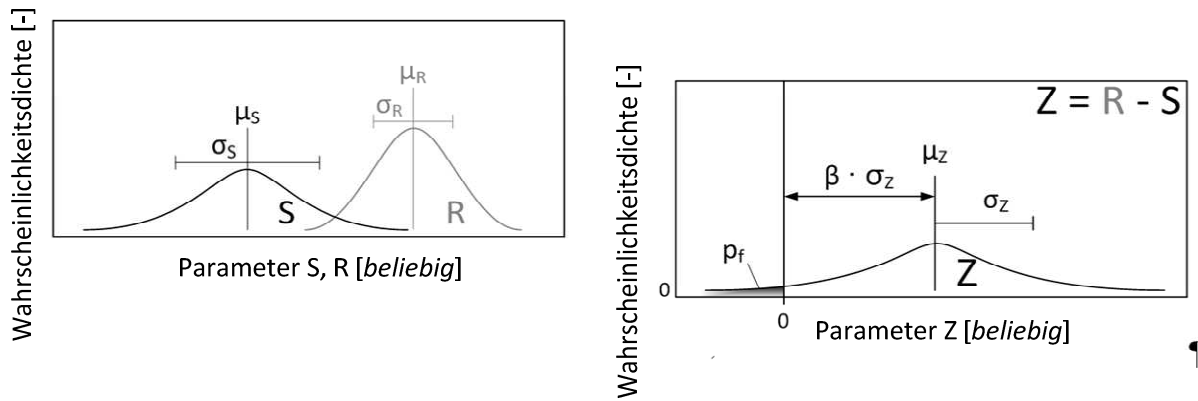 Wahrscheinlichkeitsdichte [-]
μS
σS
S
μR
σR
R
Parameter S, R [beliebig]
Wahrscheinlichkeitsdichte [-]
Z = R - S
μZ
β · σZ
σZ
pf
Z
0
0
Parameter Z [beliebig]
¶